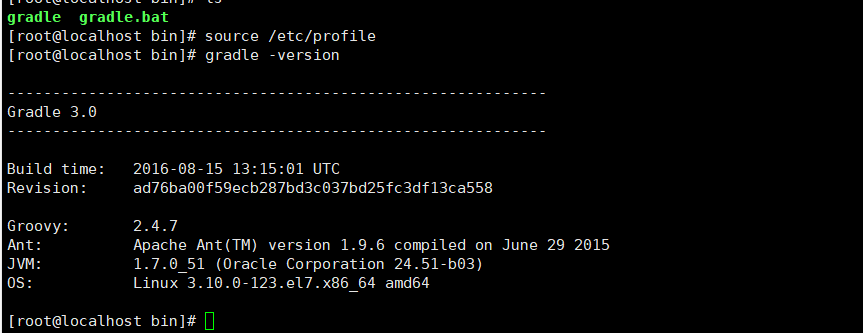 ls
gradle  gradle.bat
[root@localhost bin]# source /etc/profile
[root@localhost bin]# gradle -version
------------------------------------------------------------
Gradle 3.0
------------------------------------------------------------
Build time:   2016-08-15 13:15:01 UTC
Revision:     ad76ba00f59ecb287bd3c037bd25fc3df13ca558
Groovy:       2.4.7
Ant:          Apache Ant(TM) version 1.9.6 compiled on June 29 2015
JVM:          1.7.0_51 (Oracle Corporation 24.51-b03)
OS:           Linux 3.10.0-123.el7.x86_64 amd64
[root@localhost bin]#